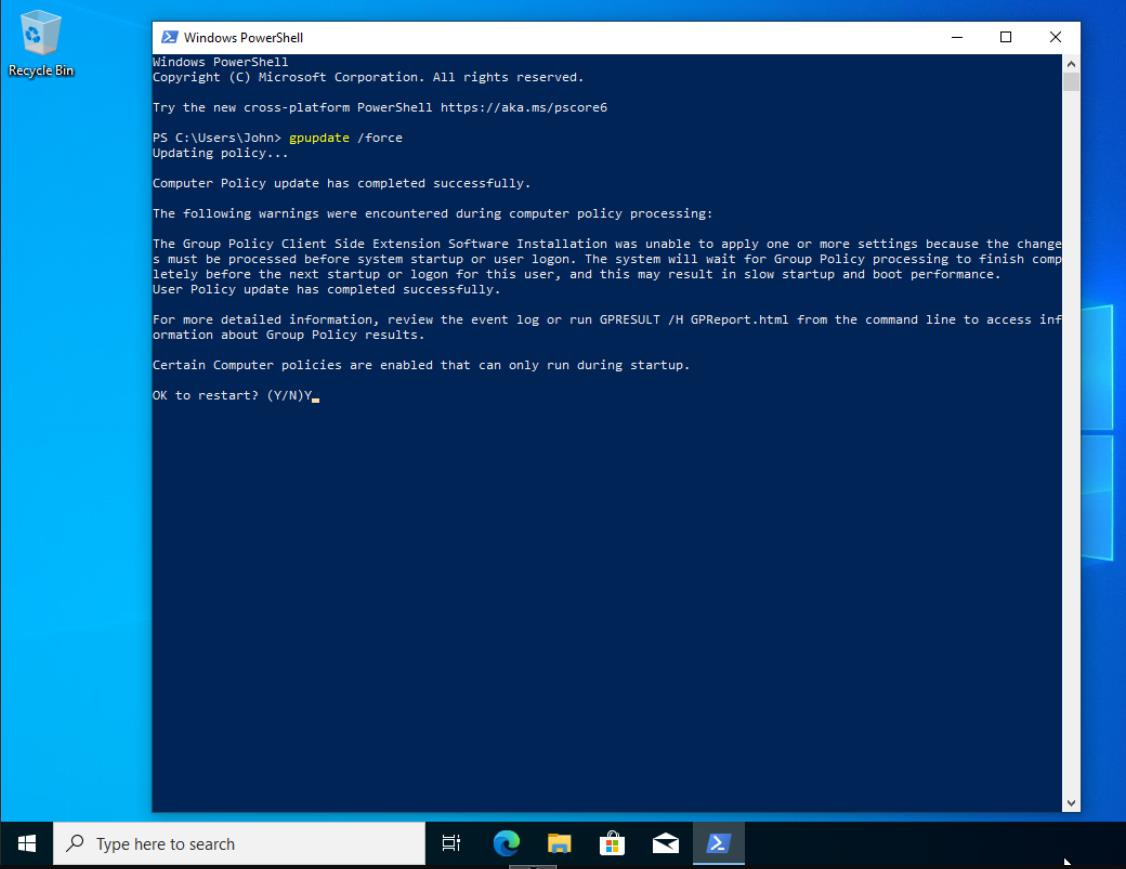 Recycle Bin
Windows PowerShell
Windows PowerShell
Copyright (C) Microsoft Corporation. All rights reserved.
Try the new cross-platform PowerShell https://aka.ms/pscore6
PS C:\Users\John> gpupdate /force
Updating policy...
Computer Policy update has completed successfully.
The following warnings were encountered during computer policy processing:
The Group Policy Client Side Extension Software Installation was unable to apply one or more settings because the change
s must be processed before system startup or user logon. The system will wait for Group Policy processing to finish comp
letely before the next startup or logon for this user, and this may result in slow startup and boot performance.
User Policy update has completed successfully.
For more detailed information, review the event log or run GPRESULT /H GPReport.html from the command line to access inf
ormation about Group Policy results.
Certain Computer policies are enabled that can only run during startup.
OK to restart? (Y/N)Y
Type here to search